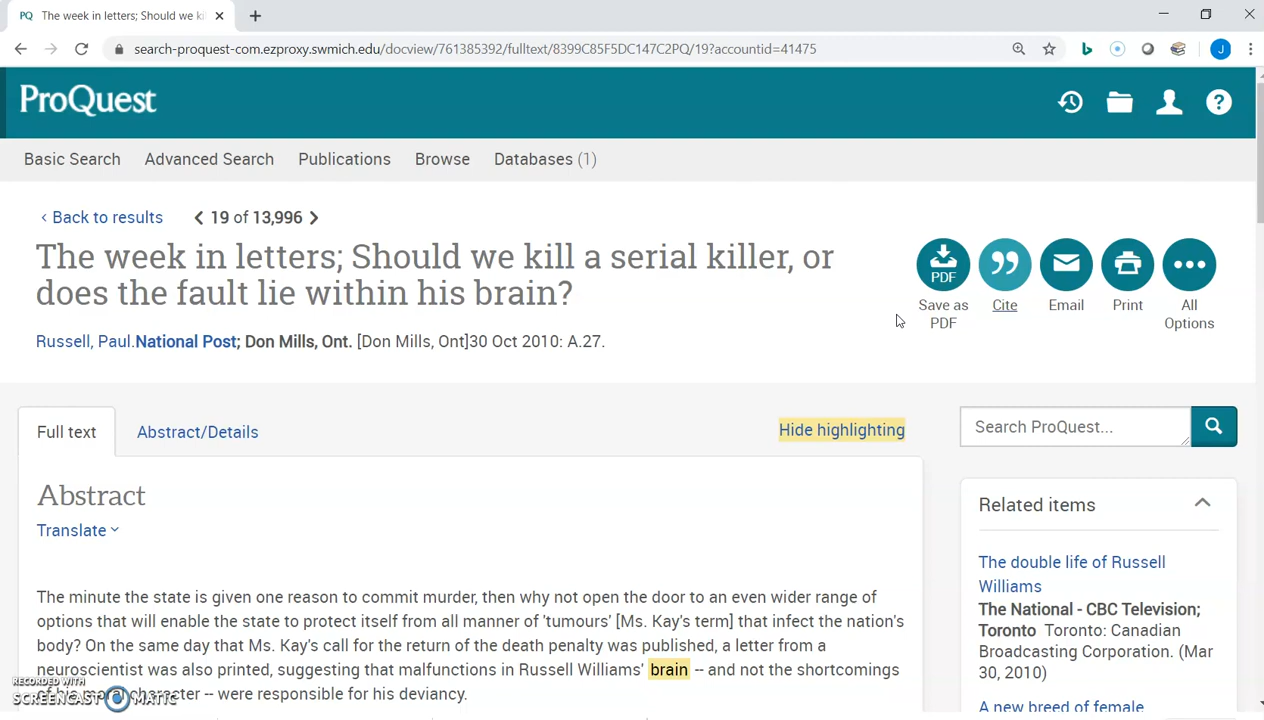 PQ The week in letters; Should we ki
search-proquest-com.ezproxy.swmich.edu/docview/761385392/fulltext/8399C85F5DC147C2PQ/19?accountid=41475
J
ProQuest
?
Basic Search Advanced Search Publications Browse Databases (1)
‹ Back to results 19 of 13,996
The week in letters; Should we kill a serial killer, or
does the fault lie within his brain?
Russell, Paul.National Post; Don Mills, Ont. [Don Mills, Ont]30 Oct 2010: A.27.
PDF
Save as
PDF
Cite
Email
Print
All
Options
Full text Abstract/Details Hide highlighting
Search ProQuest...
Abstract
Translate
The minute the state is given one reason to commit murder, then why not open the door to an even wider range of
options that will enable the state to protect itself from all manner of 'tumours' [Ms. Kay's term] that infect the nation's
body? On the same day that Ms. Kay's call for the return of the death penalty was published, a letter from a
neuroscientist was also printed, suggesting that malfunctions in Russell Williams' brain -- and not the shortcomings
of his moral character -- were responsible for his deviancy.
Related items
The double life of Russell
Williams
The National - CBC Television;
Toronto Toronto: Canadian
Broadcasting Corporation. (Mar
30, 2010)
A new breed of female
RECORDED WITH
SCREENCAST MATIC